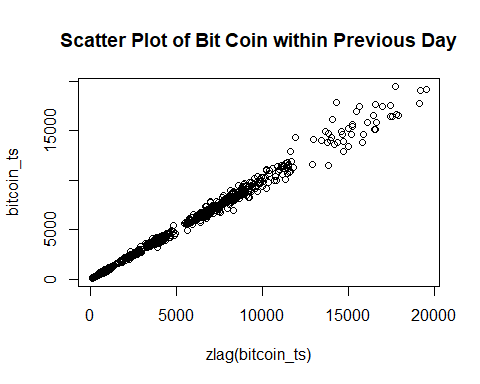 Scatter Plot of Bit Coin within Previous Day
bitcoin_ts
15000
5000
0
0
5000
10000
15000
20000
zlag(bitcoin_ts)